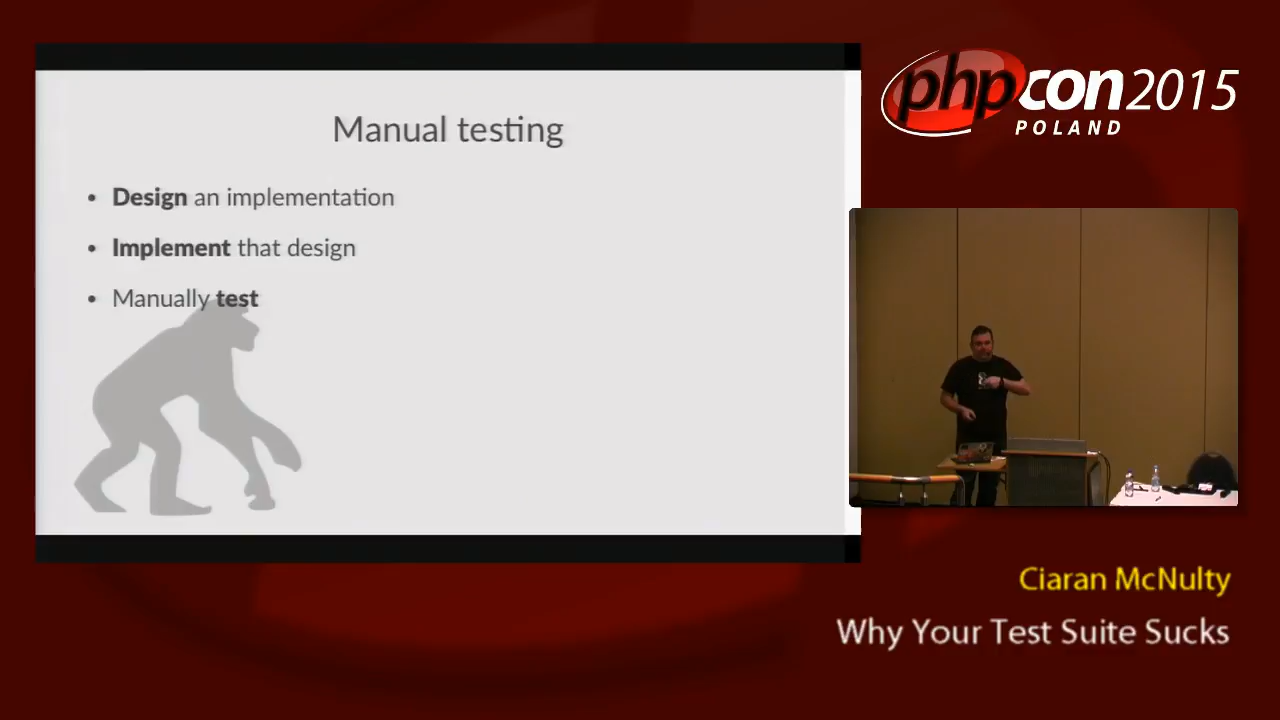 Manual testing
• Design an implementation
• Implement that design
• Manually test
phpcon2015
POLAND
Ciaran McNulty
Why Your Test Suite Sucks